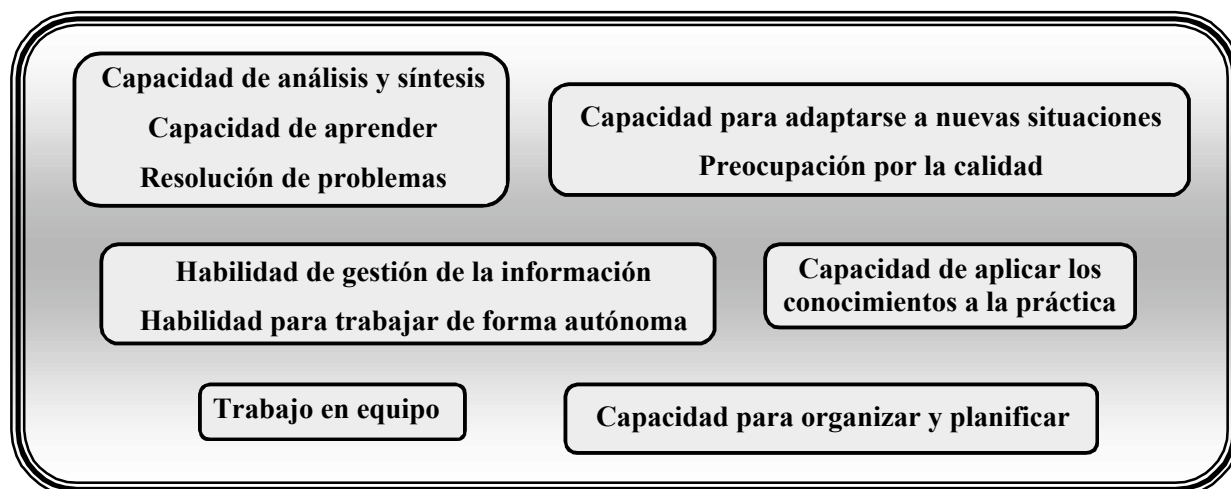 Capacidad de análisis y síntesis
Capacidad de aprender
Resolución de problemas
Capacidad para adaptarse a nuevas situaciones
Preocupación por la calidad
Habilidad de gestión de la información
Habilidad para trabajar de forma autónoma
Capacidad de aplicar los
conocimientos a la práctica
Trabajo en equipo
Capacidad para organizar y planificar